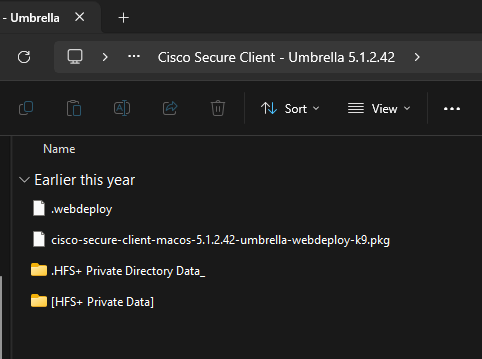 - Umbrella
Cisco Secure Client - Umbrella 5.1.2.42
Sort
View
Name
Earlier this year
.webdeploy
cisco-secure-client-macos-5.1.2.42-umbrella-webdeploy-k9.pkg
.HFS+ Private Directory Data_
[HFS+ Private Data]